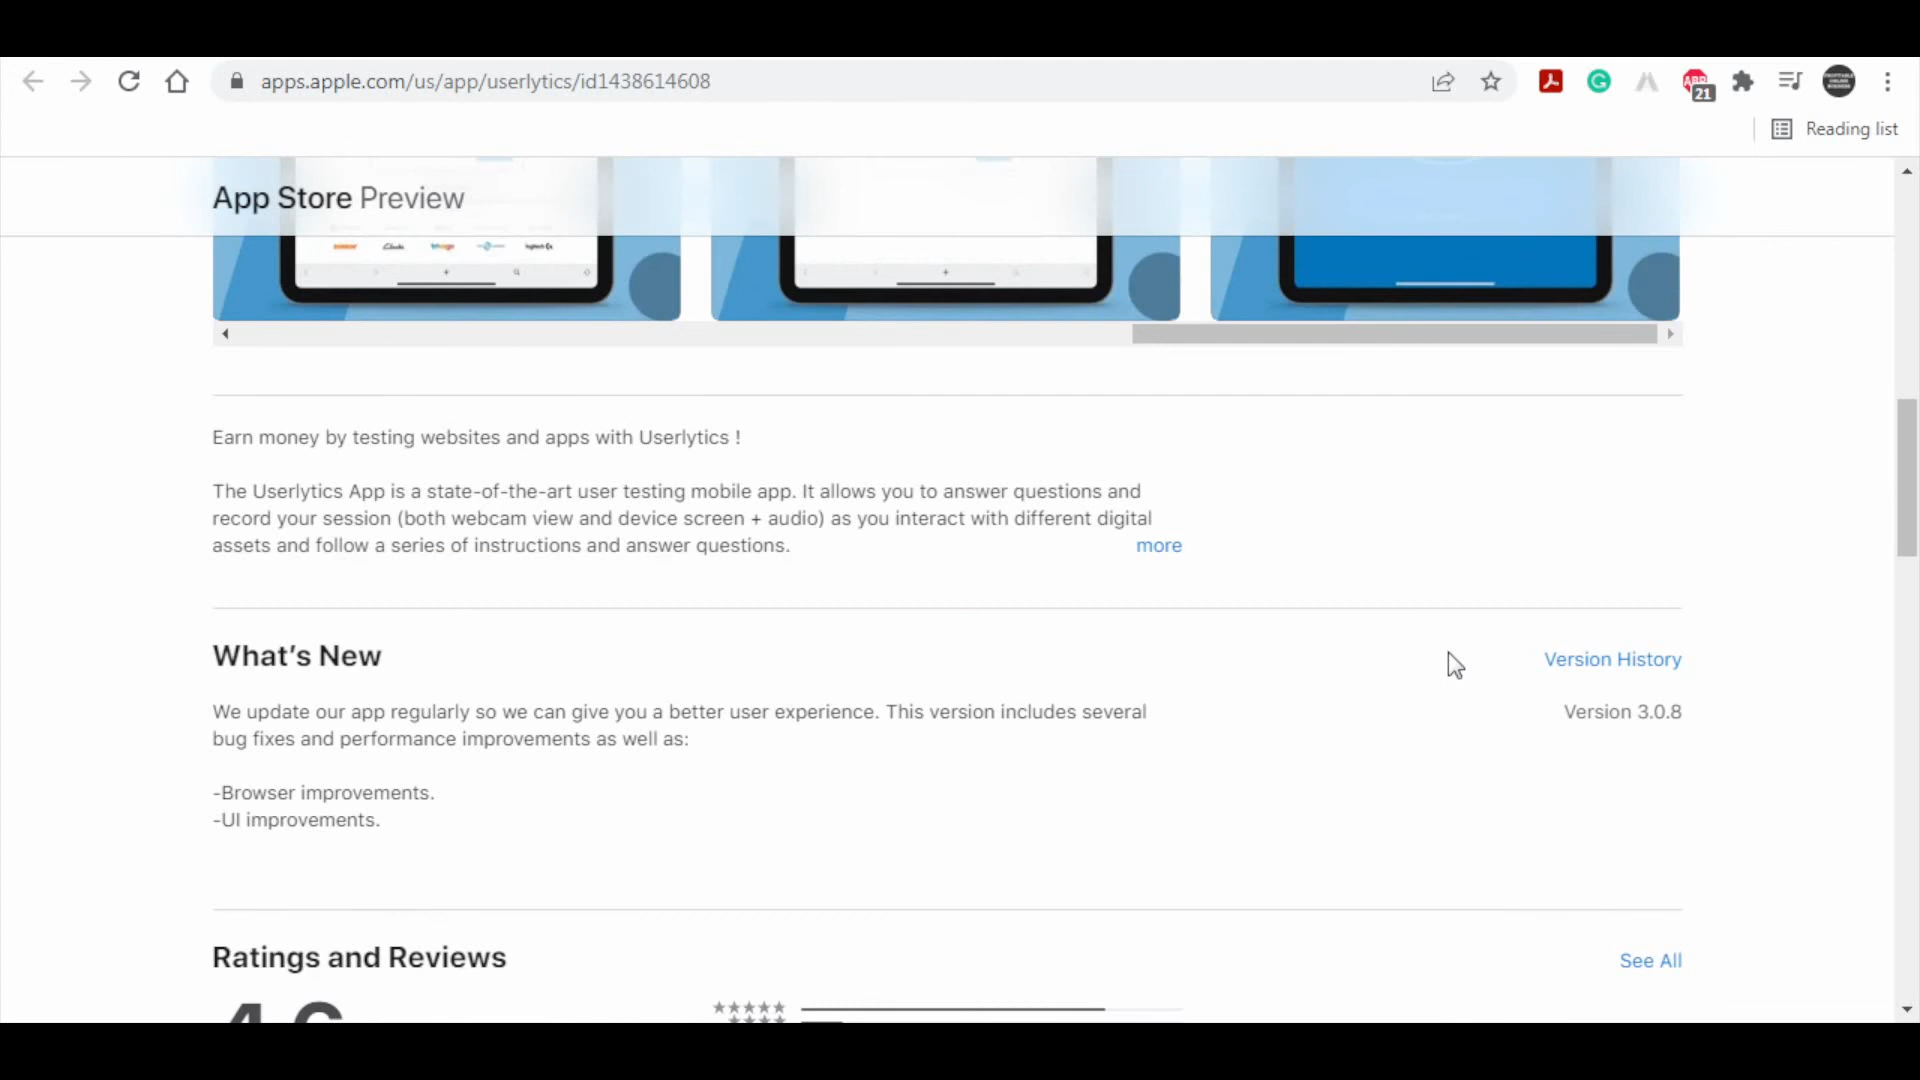 apps.apple.com/us/app/userlytics/id1438614608
ABP
21
Reading list
App Store Preview
Earn money by testing websites and apps with Userlytics !
The Userlytics App is a state-of-the-art user testing mobile app. It allows you to answer questions and
record your session (both webcam view and device screen + audio) as you interact with different digital
assets and follow a series of instructions and answer questions.
more
What's New
Version History
We update our app regularly so we can give you a better user experience. This version includes several
bug fixes and performance improvements as well as:
Version 3.0.8
-Browser improvements.
-UI improvements.
Ratings and Reviews
See All